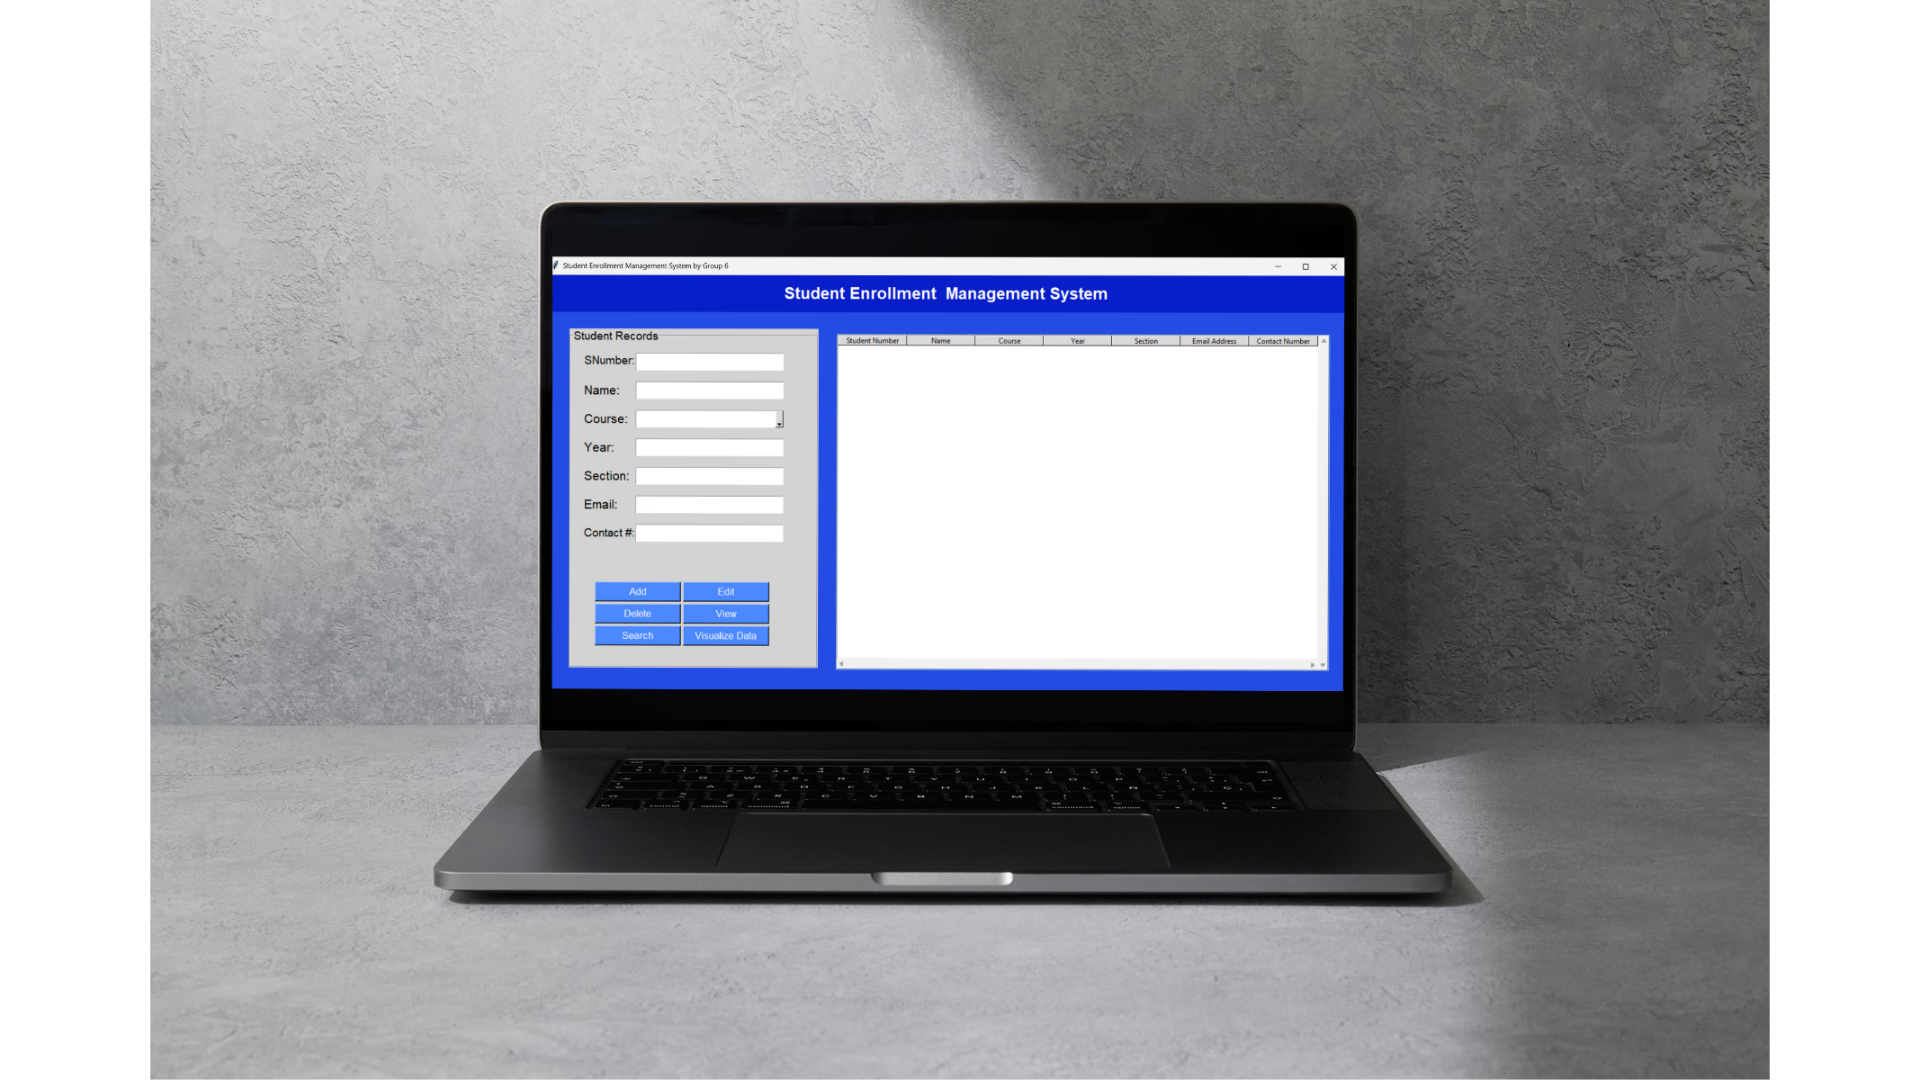 Student Enrollment Management System by Group 6
Student Enrollment  Management System
Student Records
SNumber:
Name:
Course:
Year:
Section:
Email:
Contact #:
Add Edit
Delete View
Search Visualize Data
Student Number Name Course Year Section Email Address Contact Number